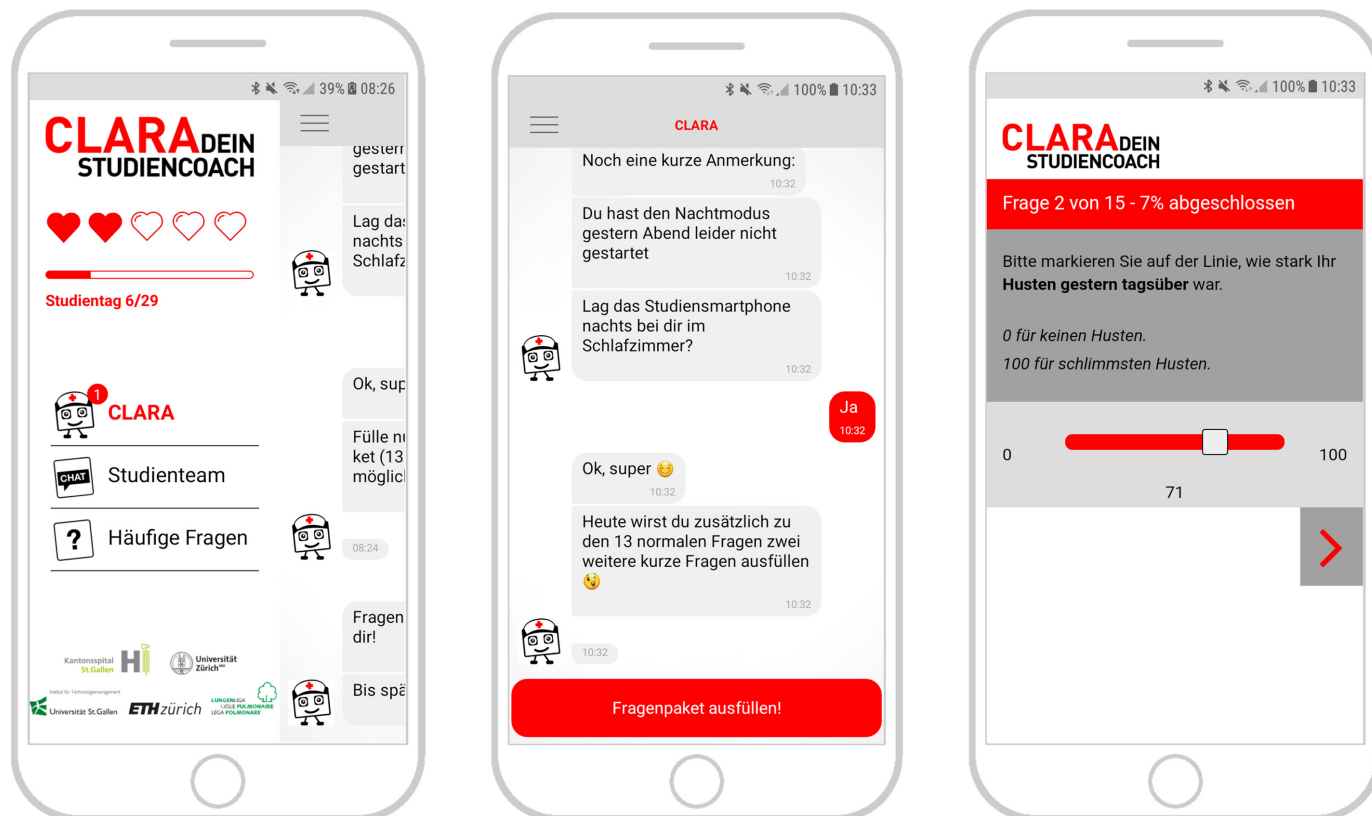 39% 08:26
CLARA DEIN
STUDIENCOACH
Studientag 6/29
1
CLARA
CHAT
Studienteam
?
Häufige Fragen
Kantonsspital
St.Gallen
Universität
Zürich
Institut für Technologiemanagement
Universität St.Gallen
ETH zürich
LUNGENLIGA
LIGUE PULMONAIRE
LEGA POLMONARE
gestern
gestart
Lag das
nachts
Schlafz
Ok, sup
Fülle nu
ket (13
möglic
08:24
Fragen
dir!
Bis spä
100% 10:33
CLARA
Noch eine kurze Anmerkung:
10:32
Du hast den Nachtmodus
gestern Abend leider nicht
gestartet
10:32
Lag das Studiensmartphone
nachts bei dir im
Schlafzimmer?
10:32
Ja
10:32
Ok, super
10:32
Heute wirst du zusätzlich zu
den 13 normalen Fragen zwei
weitere kurze Fragen ausfüllen
10:32
10:32
Fragenpaket ausfüllen!
100% 10:33
CLARA DEIN
STUDIENCOACH
Frage 2 von 15 - 7% abgeschlossen
Bitte markieren Sie auf der Linie, wie stark Ihr
Husten gestern tagsüber war.
0 für keinen Husten.
100 für schlimmsten Husten.
0
100
71